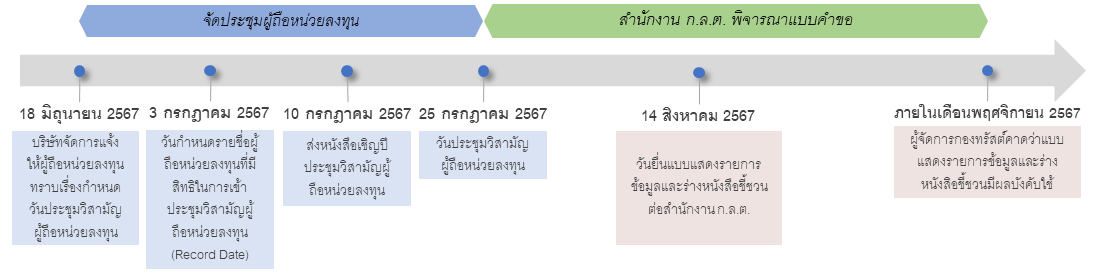 จัดประชุมผู้ถือหน่วยลงทุน
สำนักงาน ก.ล.ต. พิจารณาแบบคำขอ
18 มิถุนายน 2567
บริษัทจัดการแจ้ง
ให้ผู้ถือหน่วยลงทุน
ทราบเรื่องกำหนด
วันประชุมวิสามัญ
ผู้ถือหน่วยลงทุน
3 กรกฎาคม 2567
วันกำหนดรายชื่อผู้
ถือหน่วยลงทุนที่มี
สิทธิในการเข้า
ประชุมวิสามัญผู้
ถือหน่วยลงทุน
(Record Date)
10 กรกฎาคม 2567
ส่งหนังสือเชิญปี
ประชุมวิสามัญผู้
ถือหน่วยลงทุน
25 กรกฎาคม 2567
วันประชุมวิสามัญ
ผู้ถือหน่วยลงทุน
14 สิงหาคม 2567
วันยื่นแบบแสดงรายการ
ข้อมูลและร่างหนังสือชี้ชวน
ต่อสำนักงาน ก.ล.ต.
ภายในเดือนพฤศจิกายน 2567
ผู้จัดการกองทรัสต์คาดว่าแบบ
แสดงรายการข้อมูลและร่าง
หนังสือชี้ชวนมีผลบังคับใช้